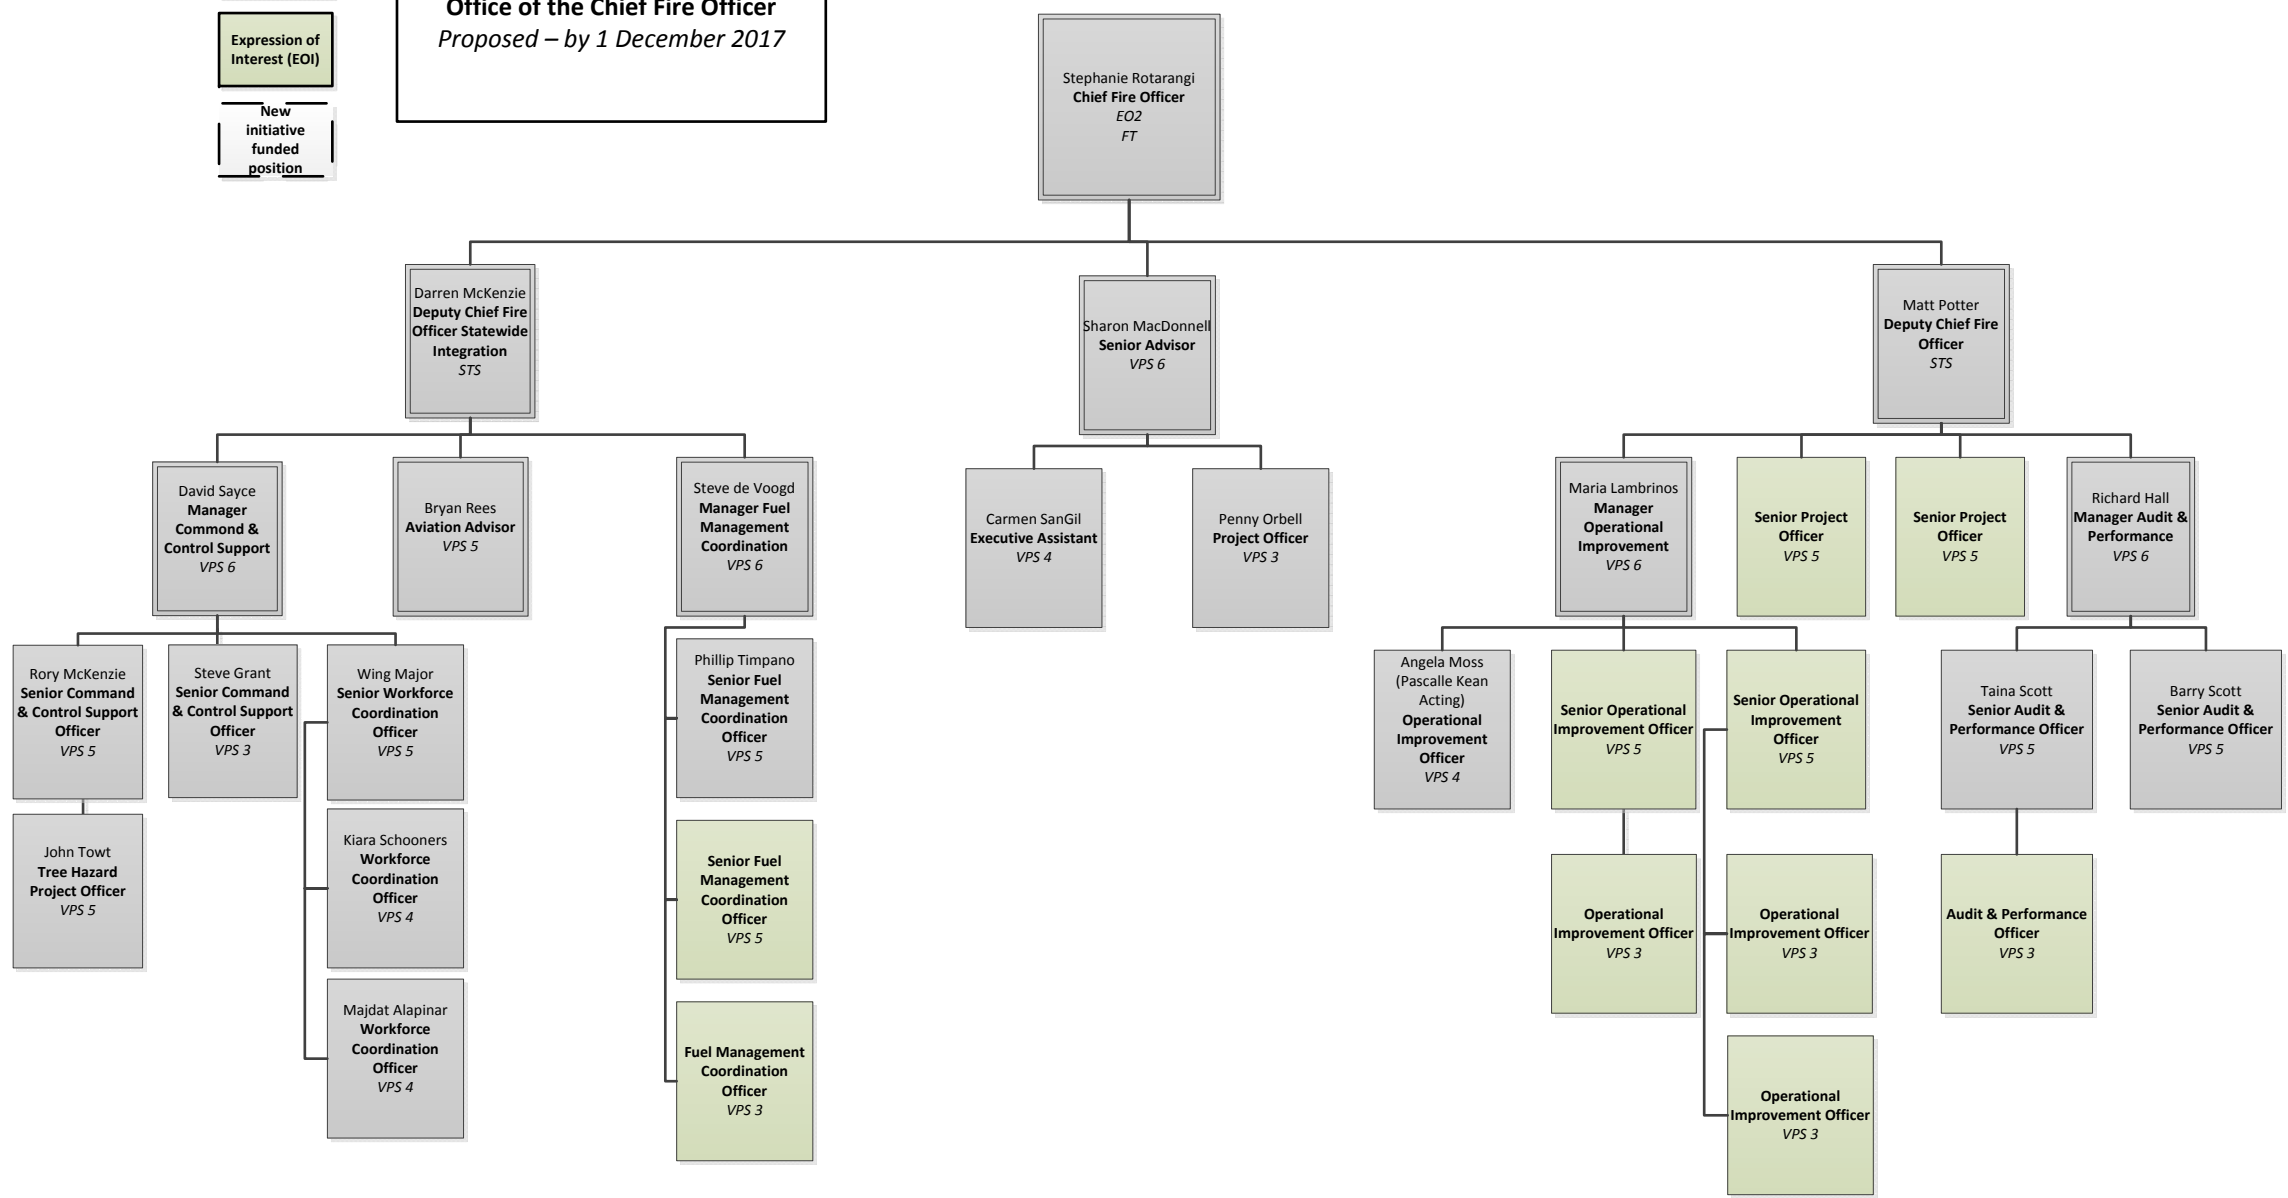 Office of the Chief Fire Officer
Proposed – by 1 December 2017
Expression of
Interest (EOI)
New
initiative
funded
position
Stephanie Rotarangi
Chief Fire Officer
EO2
FT
Darren McKenzie
Deputy Chief Fire
Officer Statewide
Integration
STS
Sharon MacDonnell
Senior Advisor
VPS 6
Matt Potter
Deputy Chief Fire
Officer
STS
David Sayce
Manager
Commond &
Control Support
VPS 6
Bryan Rees
Aviation Advisor
VPS 5
Steve de Voogd
Manager Fuel
Management
Coordination
VPS 6
Carmen SanGil
Executive Assistant
VPS 4
Penny Orbell
Project Officer
VPS 3
Maria Lambrinos
Manager
Operational
Improvement
VPS 6
Senior Project
Officer
VPS 5
Senior Project
Officer
VPS 5
Richard Hall
Manager Audit &
Performance
VPS 6
Rory McKenzie
Senior Command
& Control Support
Officer
VPS 5
Steve Grant
Senior Command
& Control Support
Officer
VPS 3
Wing Major
Senior Workforce
Coordination
Officer
VPS 5
Phillip Timpano
Senior Fuel
Management
Coordination
Officer
VPS 5
Angela Moss
(Pascalle Kean
Acting)
Operational
Improvement
Officer
VPS 4
Senior Operational
Improvement Officer
VPS 5
Senior Operational
Improvement
Officer
VPS 5
Taina Scott
Senior Audit &
Performance Officer
VPS 5
Barry Scott
Senior Audit &
Performance Officer
VPS 5
John Towt
Tree Hazard
Project Officer
VPS 5
Kiara Schooners
Workforce
Coordination
Officer
VPS 4
Senior Fuel
Management
Coordination
Officer
VPS 5
Operational
Improvement Officer
VPS 3
Operational
Improvement Officer
VPS 3
Audit & Performance
Officer
VPS 3
Majdat Alapinar
Workforce
Coordination
Officer
VPS 4
Fuel Management
Coordination
Officer
VPS 3
Operational
Improvement Officer
VPS 3